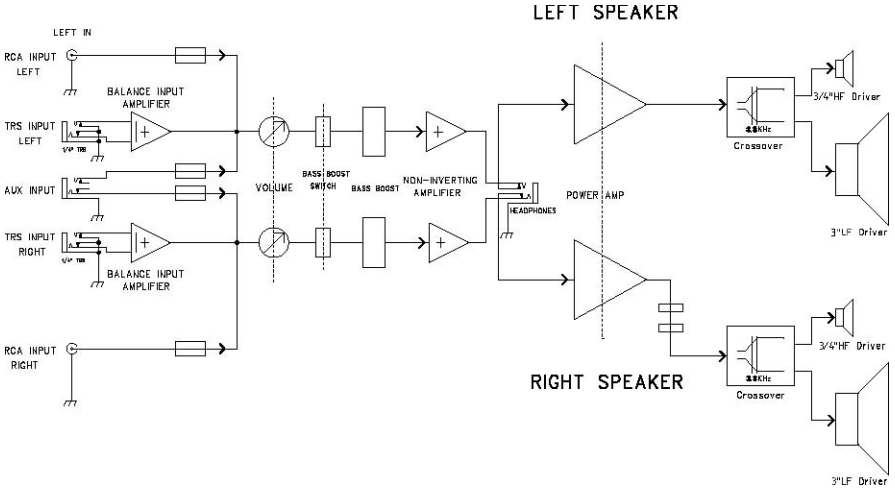 LEFT SPEAKER
LEFT IN
RCA INPUT
LEFT
BALANCE INPUT
AMPLIFIER
TRS INPUT
LEFT
1/4" TRS
AUX INPUT
TRS INPUT
RIGHT
1/4" TRS
BALANCE INPUT
AMPLIFIER
RCA INPUT
RIGHT
VOLUME
BASS BOOST
SWITCH
BASS BOOST
NON-INVERTING
AMPLIFIER
HEADPHONES
POWER AMP
KHz
Crossover
3/4"HF Driver
3"LF Driver
RIGHT SPEAKER
KHz
Crossover
3/4"HF Driver
3"LF Driver